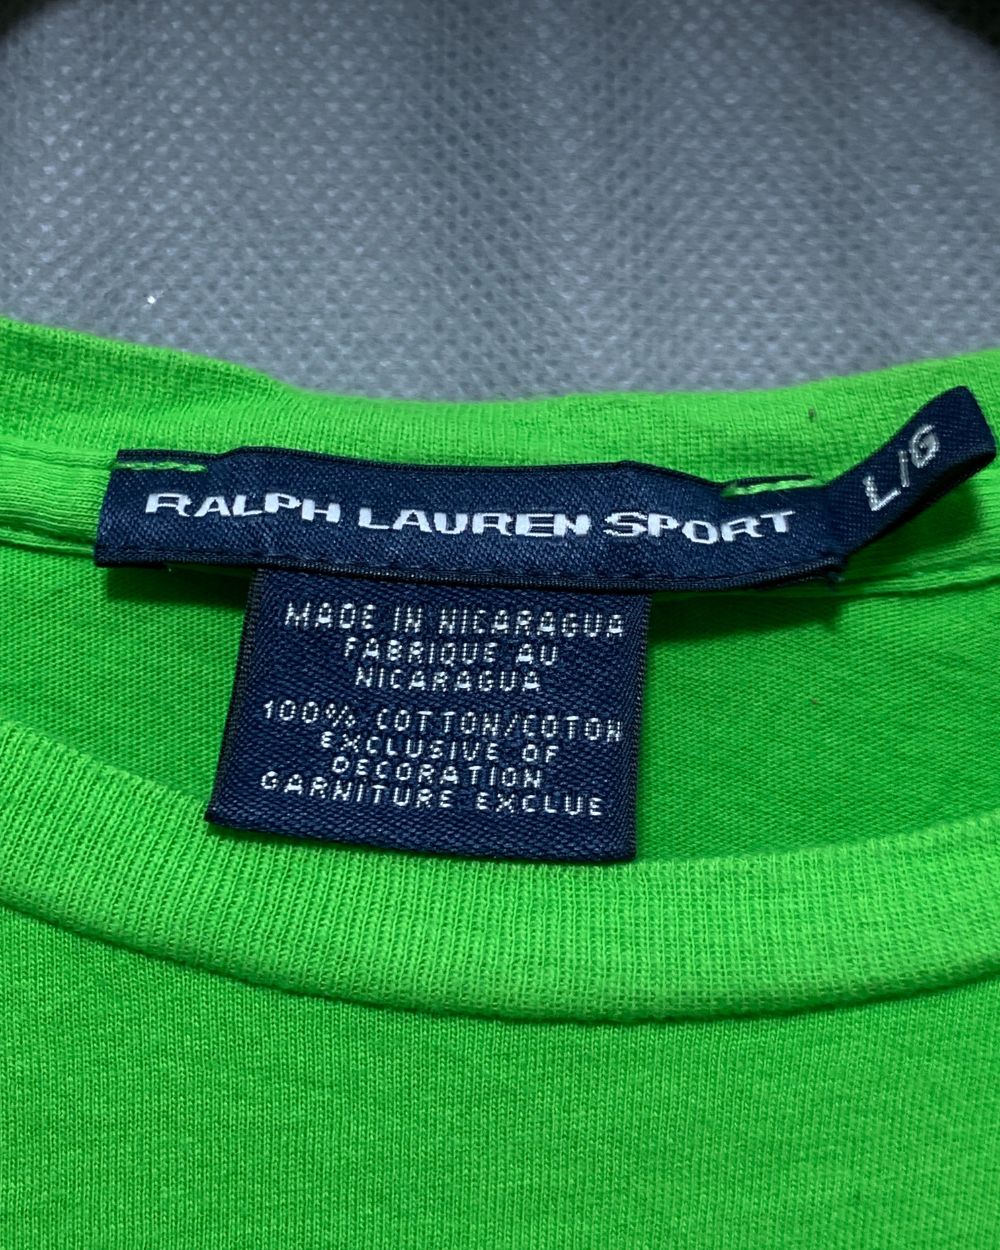 RALPH LAUREN SPORT
L/G
MADE IN NICARAGUA
FABRIQUE AU
NICARAGUA
100% COTTON/COTON
EXCLUSIVE OF
DECORATION
GARNITURE EXCLUE